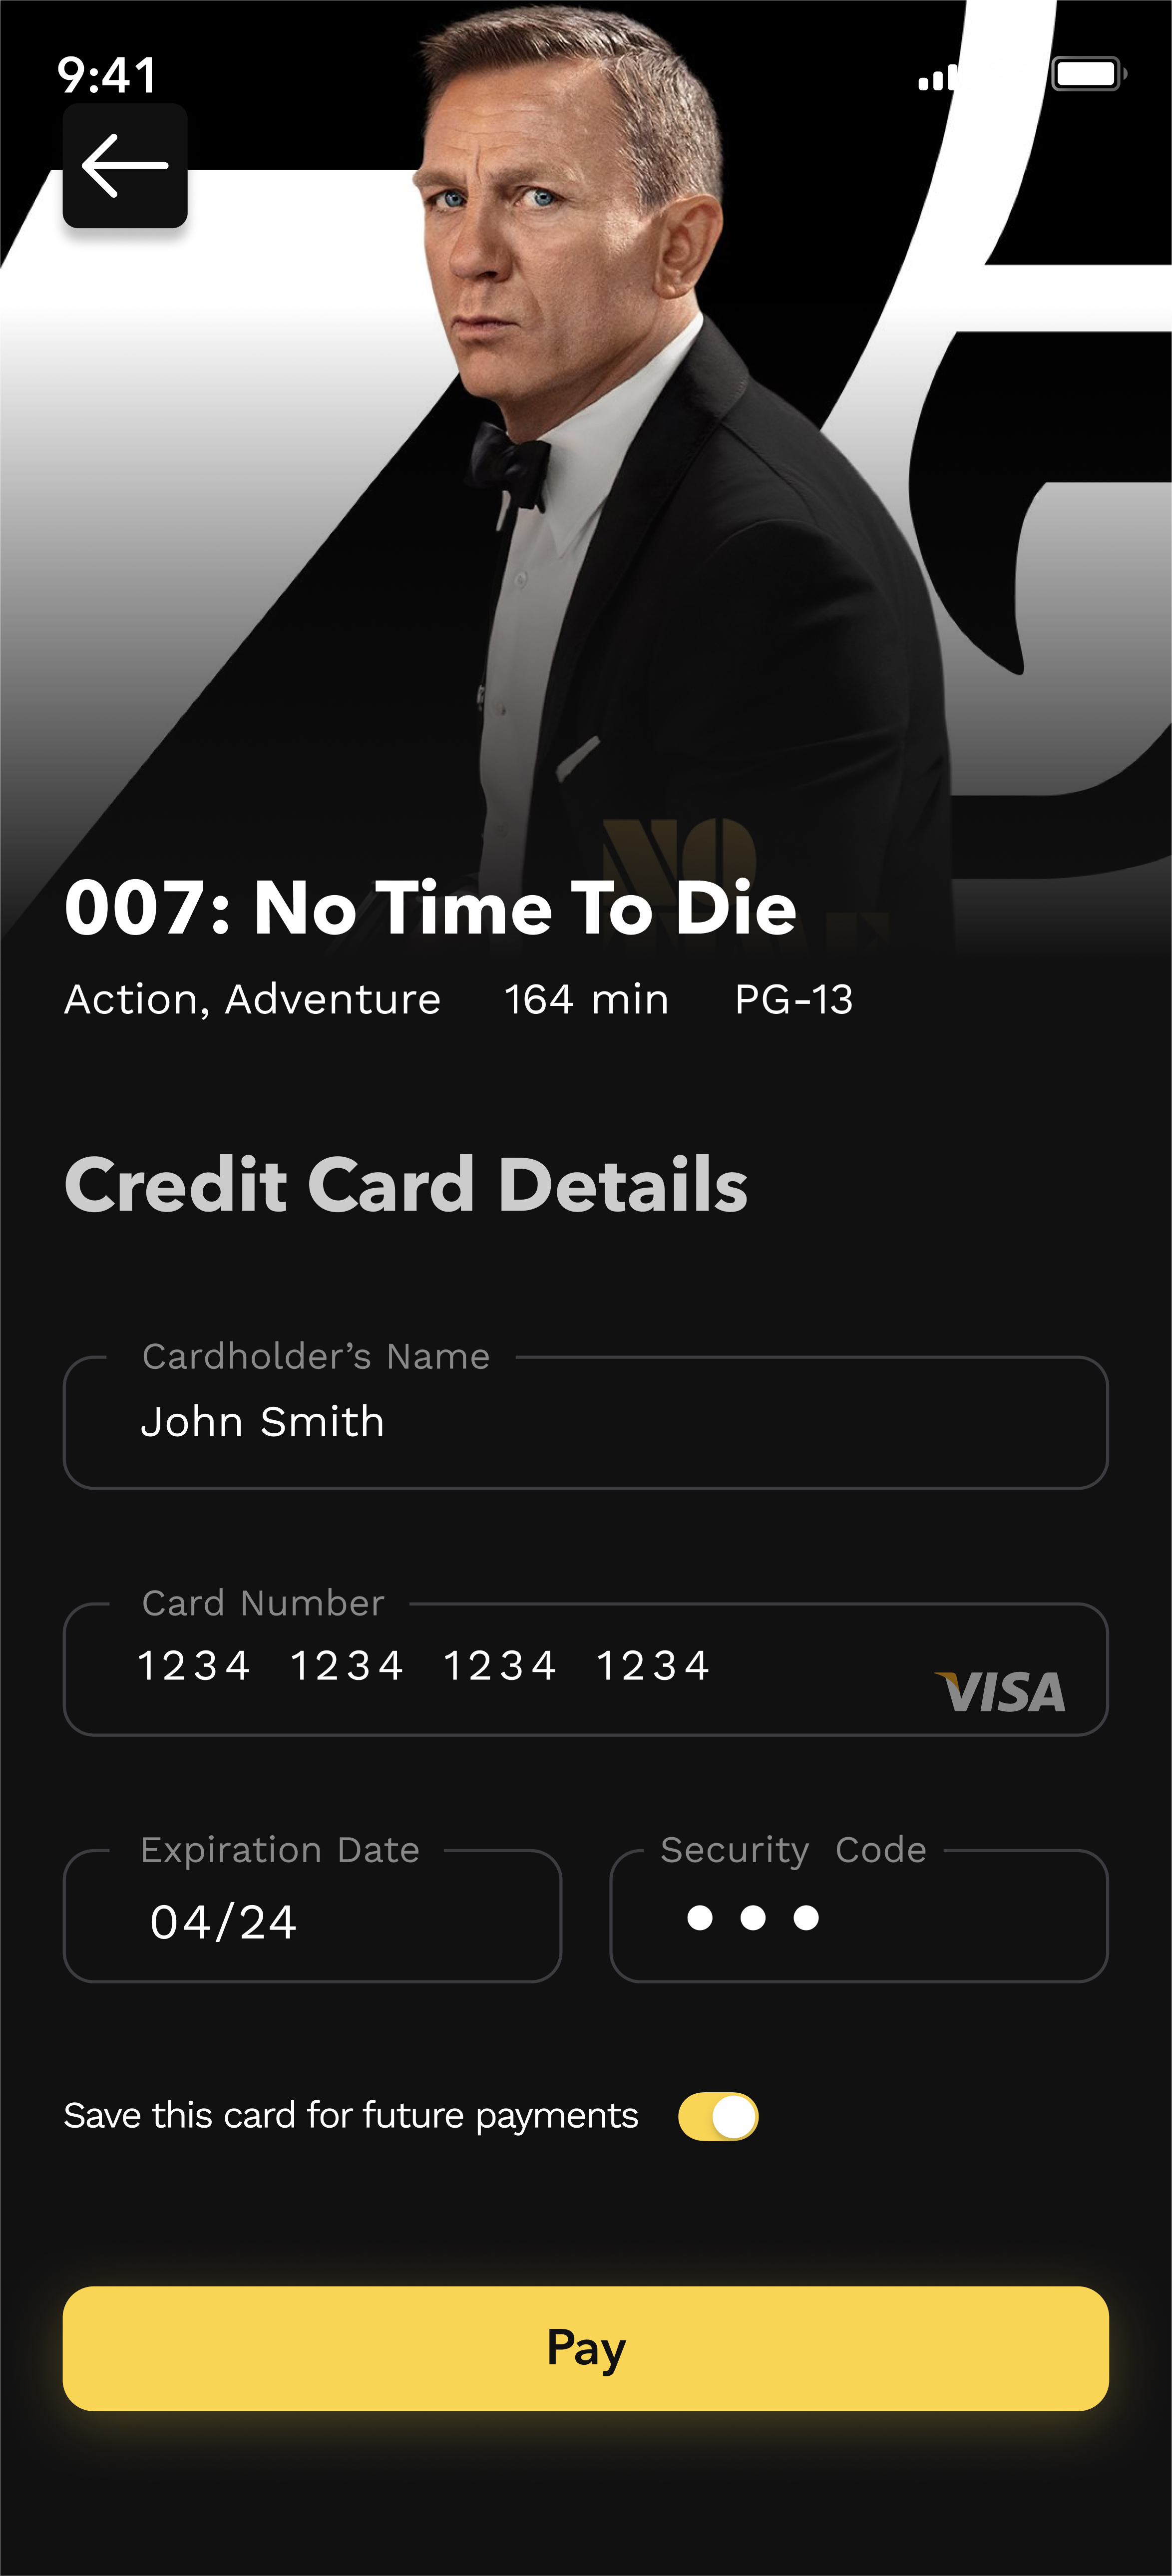 9:41
NO
007: No Time To Die
Action, Adventure 164 min PG-13
Credit Card Details
Cardholder’s Name
John Smith
Card Number
1234 1234 1234 1234
VISA
Expiration Date Security Code
04/24
Save this card for future payments
Pay